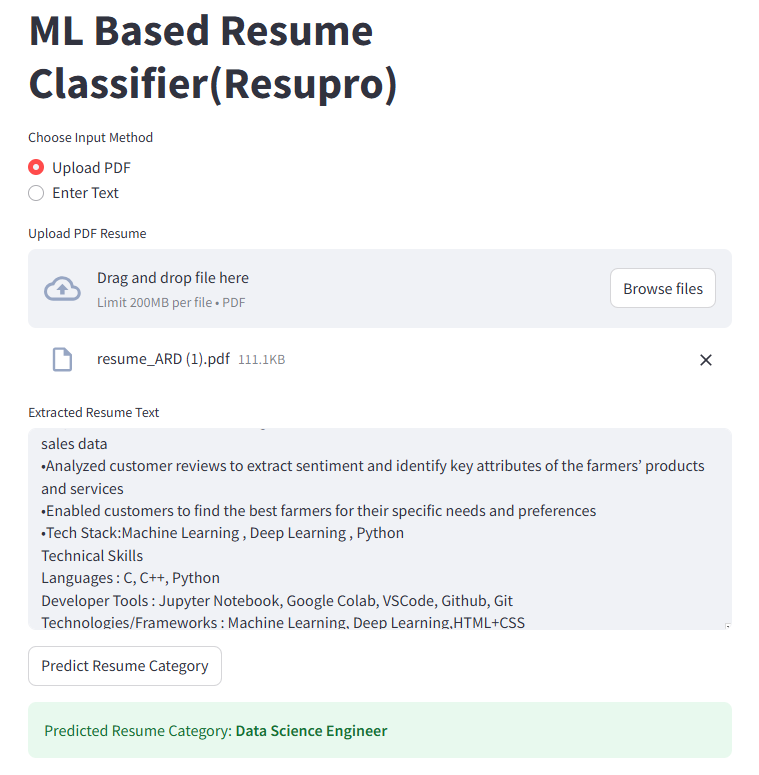 ML Based Resume
Classifier(Resupro)
Choose Input Method
Upload PDF
Enter Text
Upload PDF Resume
Drag and drop file here
Limit 200MB per file • PDF
Browse files
resume_ARD (1).pdf 111.1KB
Extracted Resume Text
sales data
•Analyzed customer reviews to extract sentiment and identify key attributes of the farmers’ products
and services
•Enabled customers to find the best farmers for their specific needs and preferences
•Tech Stack:Machine Learning , Deep Learning , Python
Technical Skills
Languages : C, C++, Python
Developer Tools : Jupyter Notebook, Google Colab, VSCode, Github, Git
Technologies/Frameworks : Machine Learning, Deep Learning,HTML+CSS
Predict Resume Category
Predicted Resume Category: Data Science Engineer